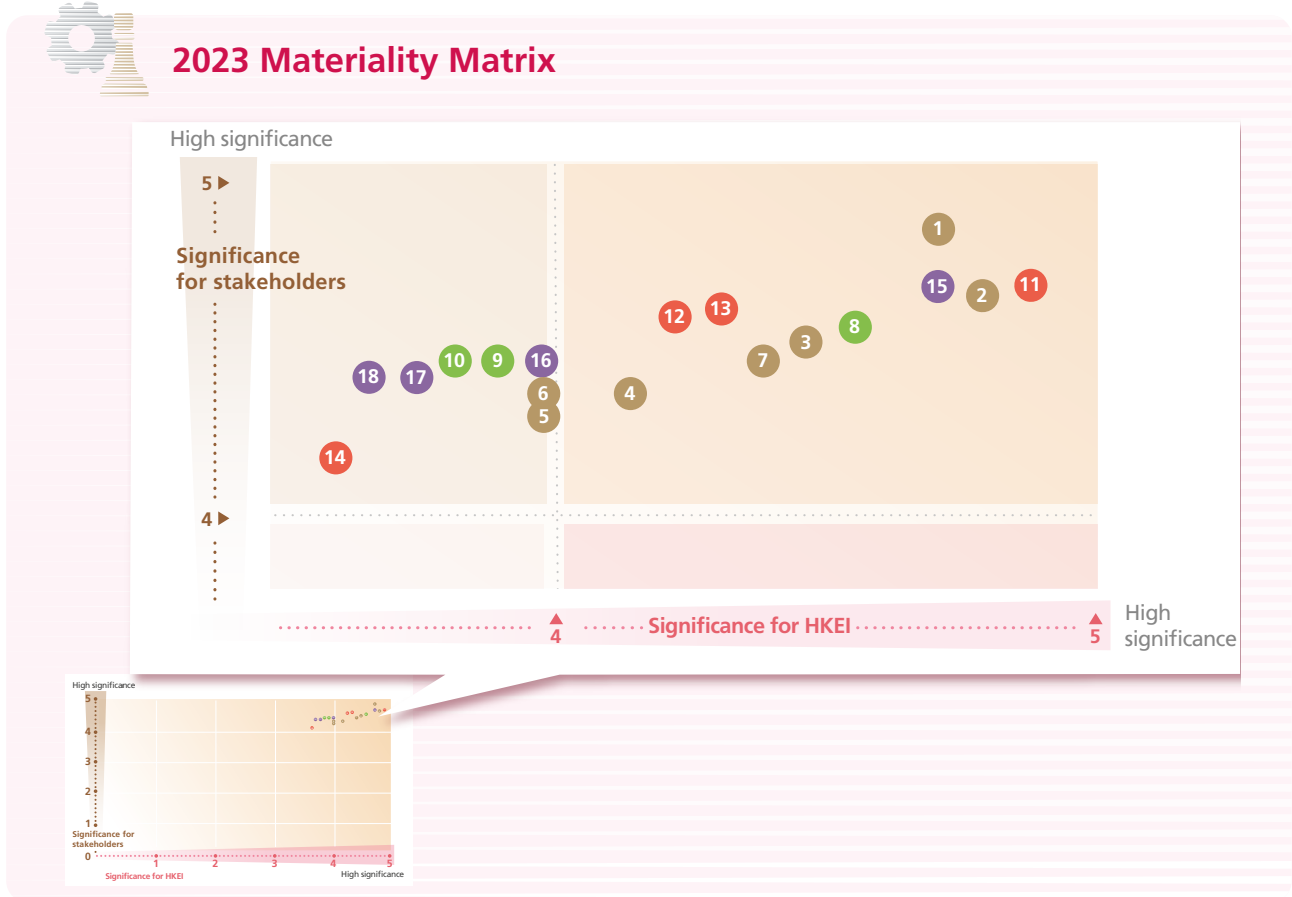 2023 Materiality Matrix
High significance
5
Significance
for stakeholders
1
15
2
11
12
13
8
3
7
10
9
16
18
17
6
4
5
14
4
4
Significance for HKEI
5
High
significance
High significance
5
4
3
2
1
Significance for
stakeholders
0
1
2
3
4
5
Significance for HKEI
High significance